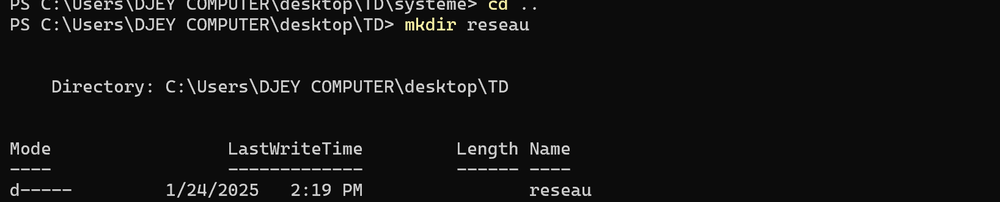 PS C:\Users\DJEY COMPUTER\desktop\TD\systeme> cd ..
PS C:\Users\DJEY COMPUTER\desktop\TD> mkdir reseau
Directory: C:\Users\DJEY COMPUTER\desktop\TD
Mode LastWriteTime Length Name
---- ------------- ------ ----
d----- 1/24/2025 2:19 PM reseau